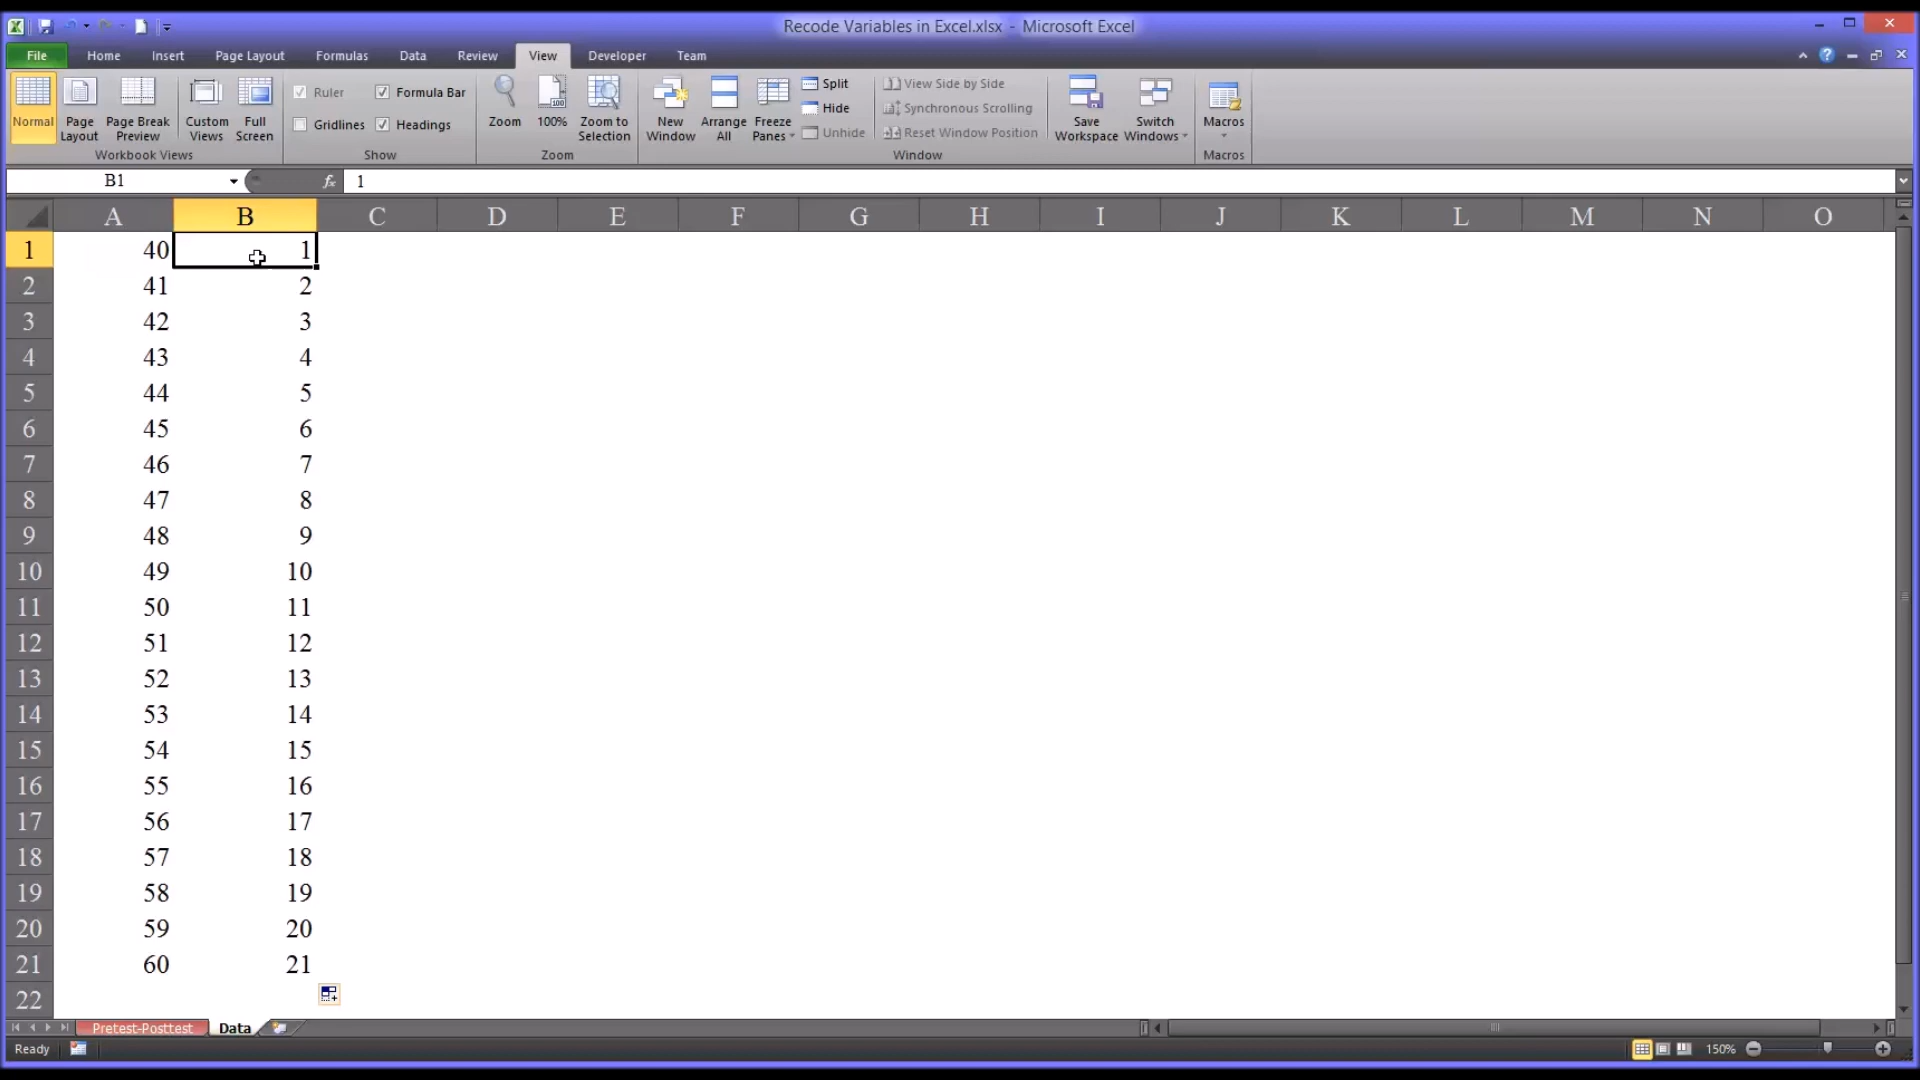 Recode Variables in Excel.xlsx - Microsoft Excel
File Home Insert Page Layout Formulas Data Review View Developer Team
Normal
Page Layout
Page Break Preview
Custom Views
Full Screen
Workbook Views
Ruler
Formula Bar
Gridlines
Headings
Show
Zoom
100%
Zoom to Selection
Zoom
New Window
Arrange All
Freeze Panes
Split
Hide
Unhide
View Side by Side
Synchronous Scrolling
Reset Window Position
Save Workspace
Switch Windows
Window
Macros
Macros
B1 fx 1
A B C D E F G H I J K L M N O
1 40 1
2 41 2
3 42 3
4 43 4
5 44 5
6 45 6
7 46 7
8 47 8
9 48 9
10 49 10
11 50 11
12 51 12
13 52 13
14 53 14
15 54 15
16 55 16
17 56 17
18 57 18
19 58 19
20 59 20
21 60 21
22
Pretest-Posttest Data
Ready 150%